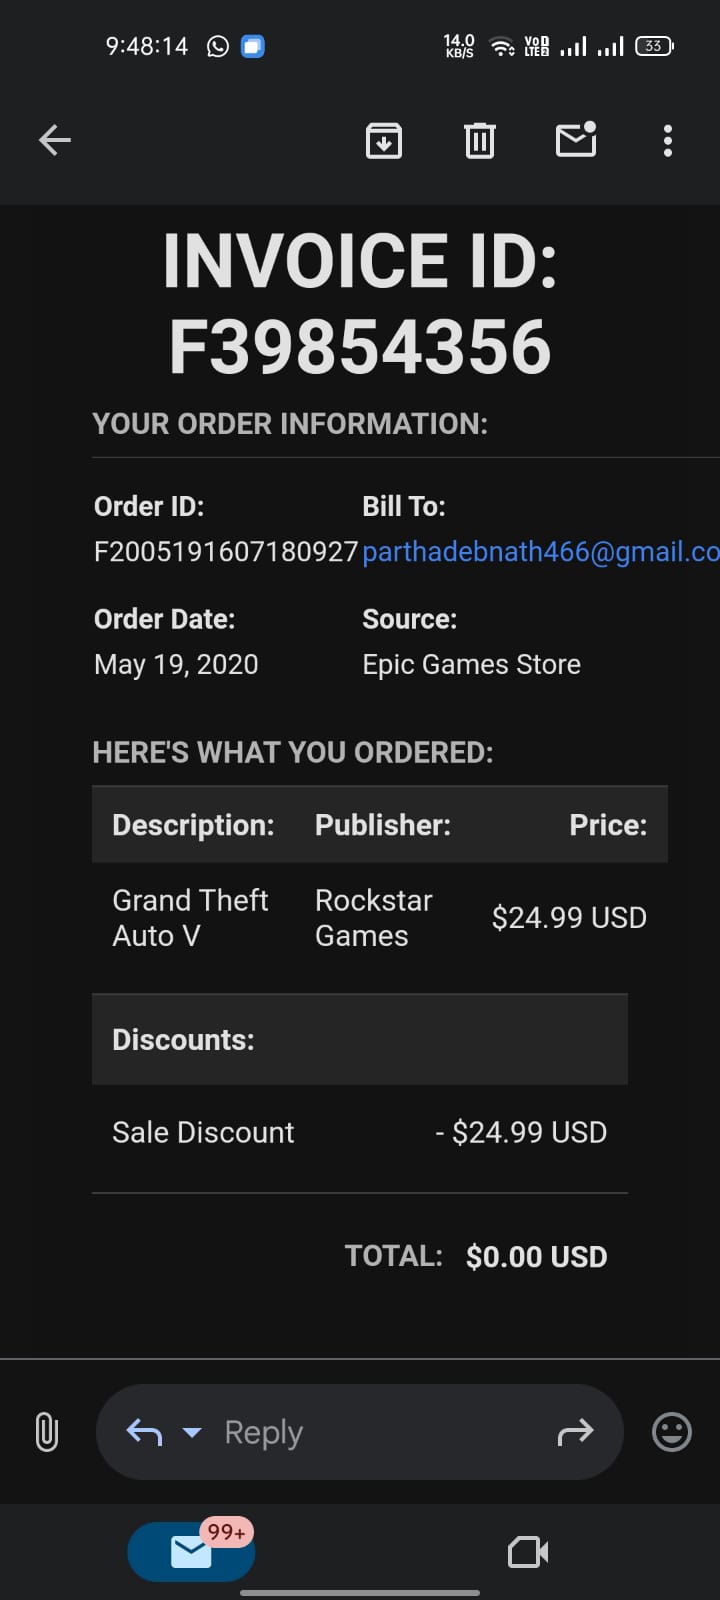 9:48:14
14.0 KB/S
VoD LTE2
33
INVOICE ID:
F39854356
YOUR ORDER INFORMATION:
Order ID: Bill To:
F2005191607180927 parthadebnath466@gmail.co
Order Date: Source:
May 19, 2020 Epic Games Store
HERE'S WHAT YOU ORDERED:
Description: Publisher: Price:
Grand Theft Rockstar $24.99 USD
Auto V Games
Discounts:
Sale Discount - $24.99 USD
TOTAL: $0.00 USD
Reply
99+